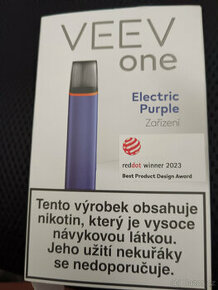 VEEV
one
Electric
Purple
Zařízení
reddot winner 2023
Best Product Design Award
Tento výrobek obsahuje
nikotin, který je vysoce
návykovou látkou.
Jeho užití nekuřáky
se nedoporučuje.